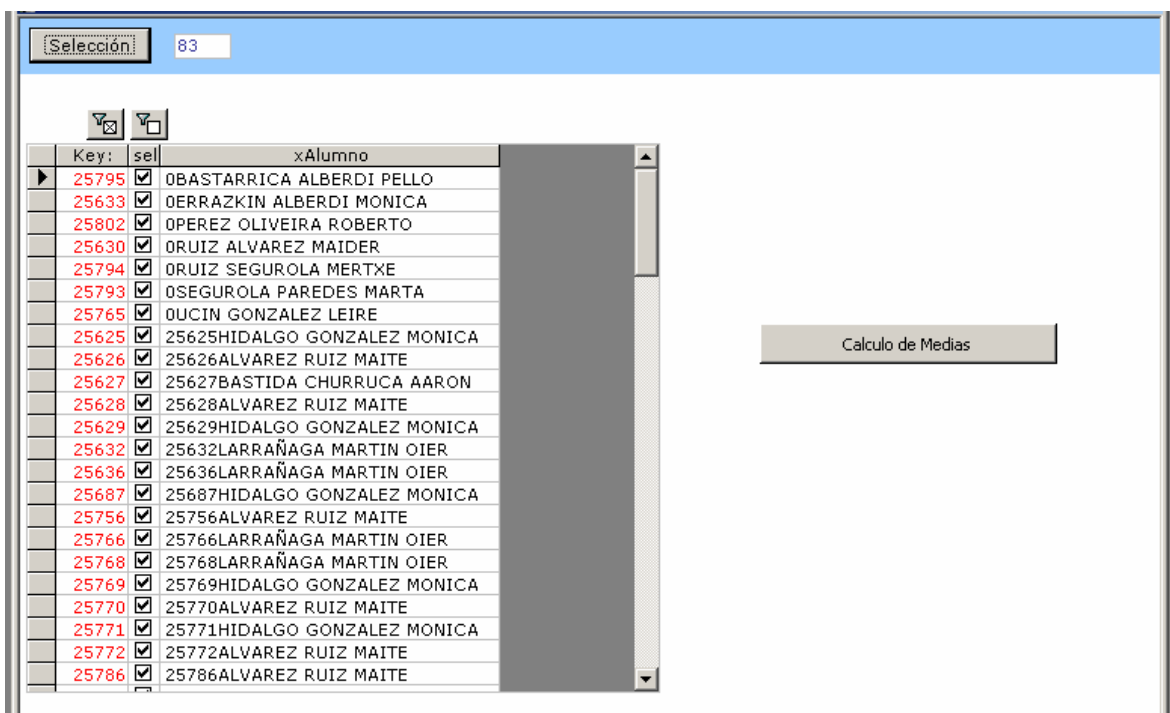 Selección 83
Key: sel xAlumno
25795 0BASTARRICA ALBERDI PELLO
25633 0ERRAZKIN ALBERDI MONICA
25802 0PEREZ OLIVEIRA ROBERTO
25630 0RUIZ ALVAREZ MAIDER
25794 0RUIZ SEGUROLA MERTXE
25793 0SEGUROLA PAREDES MARTA
25765 0UCIN GONZALEZ LEIRE
25625 25625HIDALGO GONZALEZ MONICA
Calculo de Medias
25626 25626ALVAREZ RUIZ MAITE
25627 25627BASTIDA CHURRUCA AARON
25628 25628ALVAREZ RUIZ MAITE
25629 25629HIDALGO GONZALEZ MONICA
25632 25632LARRAÑAGA MARTIN OIER
25636 25636LARRAÑAGA MARTIN OIER
25687 25687HIDALGO GONZALEZ MONICA
25756 25756ALVAREZ RUIZ MAITE
25766 25766LARRAÑAGA MARTIN OIER
25768 25768LARRAÑAGA MARTIN OIER
25769 25769HIDALGO GONZALEZ MONICA
25770 25770ALVAREZ RUIZ MAITE
25771 25771HIDALGO GONZALEZ MONICA
25772 25772ALVAREZ RUIZ MAITE
25786 25786ALVAREZ RUIZ MAITE